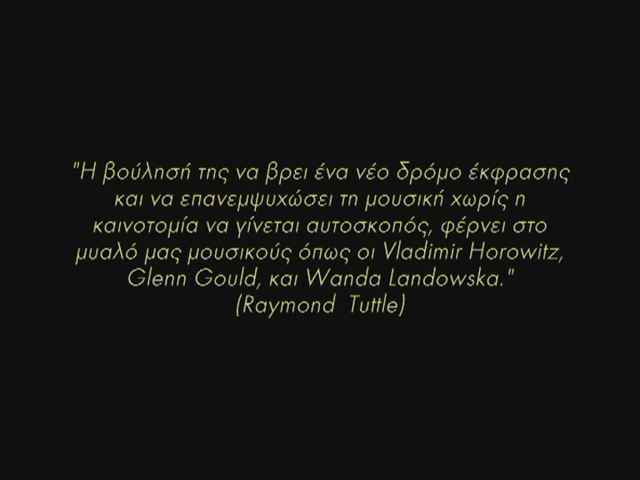 "Η βούλησή της να βρει ένα νέο δρόμο έκφρασης
και να επανεμψυχώσει τη μουσική χωρίς η
καινοτομία να γίνεται αυτοσκοπός, φέρνει στο
μυαλό μας μουσικούς όπως οι Vladimir Horowitz,
Glenn Gould, και Wanda Landowska."
(Raymond Tuttle)